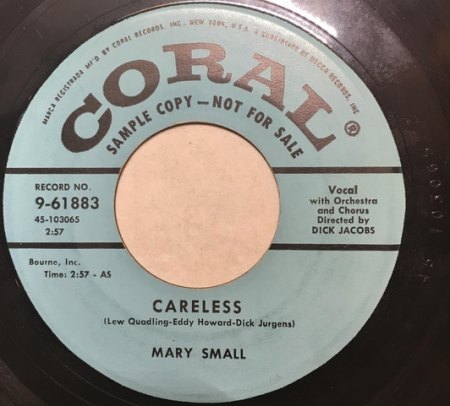 MARCA REGISTRADA MF'D BY CORAL RECORDS, INC., NEW YORK, U.S.A. A SUBSIDIARY OF DECCA RECORDS, INC.
CORAL®
SAMPLE COPY — NOT FOR SALE
RECORD NO.
9-61883
45-103065
2:57
Vocal
with Orchestra
and Chorus
Directed by
DICK JACOBS
Bourne, Inc.
Time: 2:57 - AS
CARELESS
(Lew Quadling-Eddy Howard-Dick Jurgens)
MARY SMALL